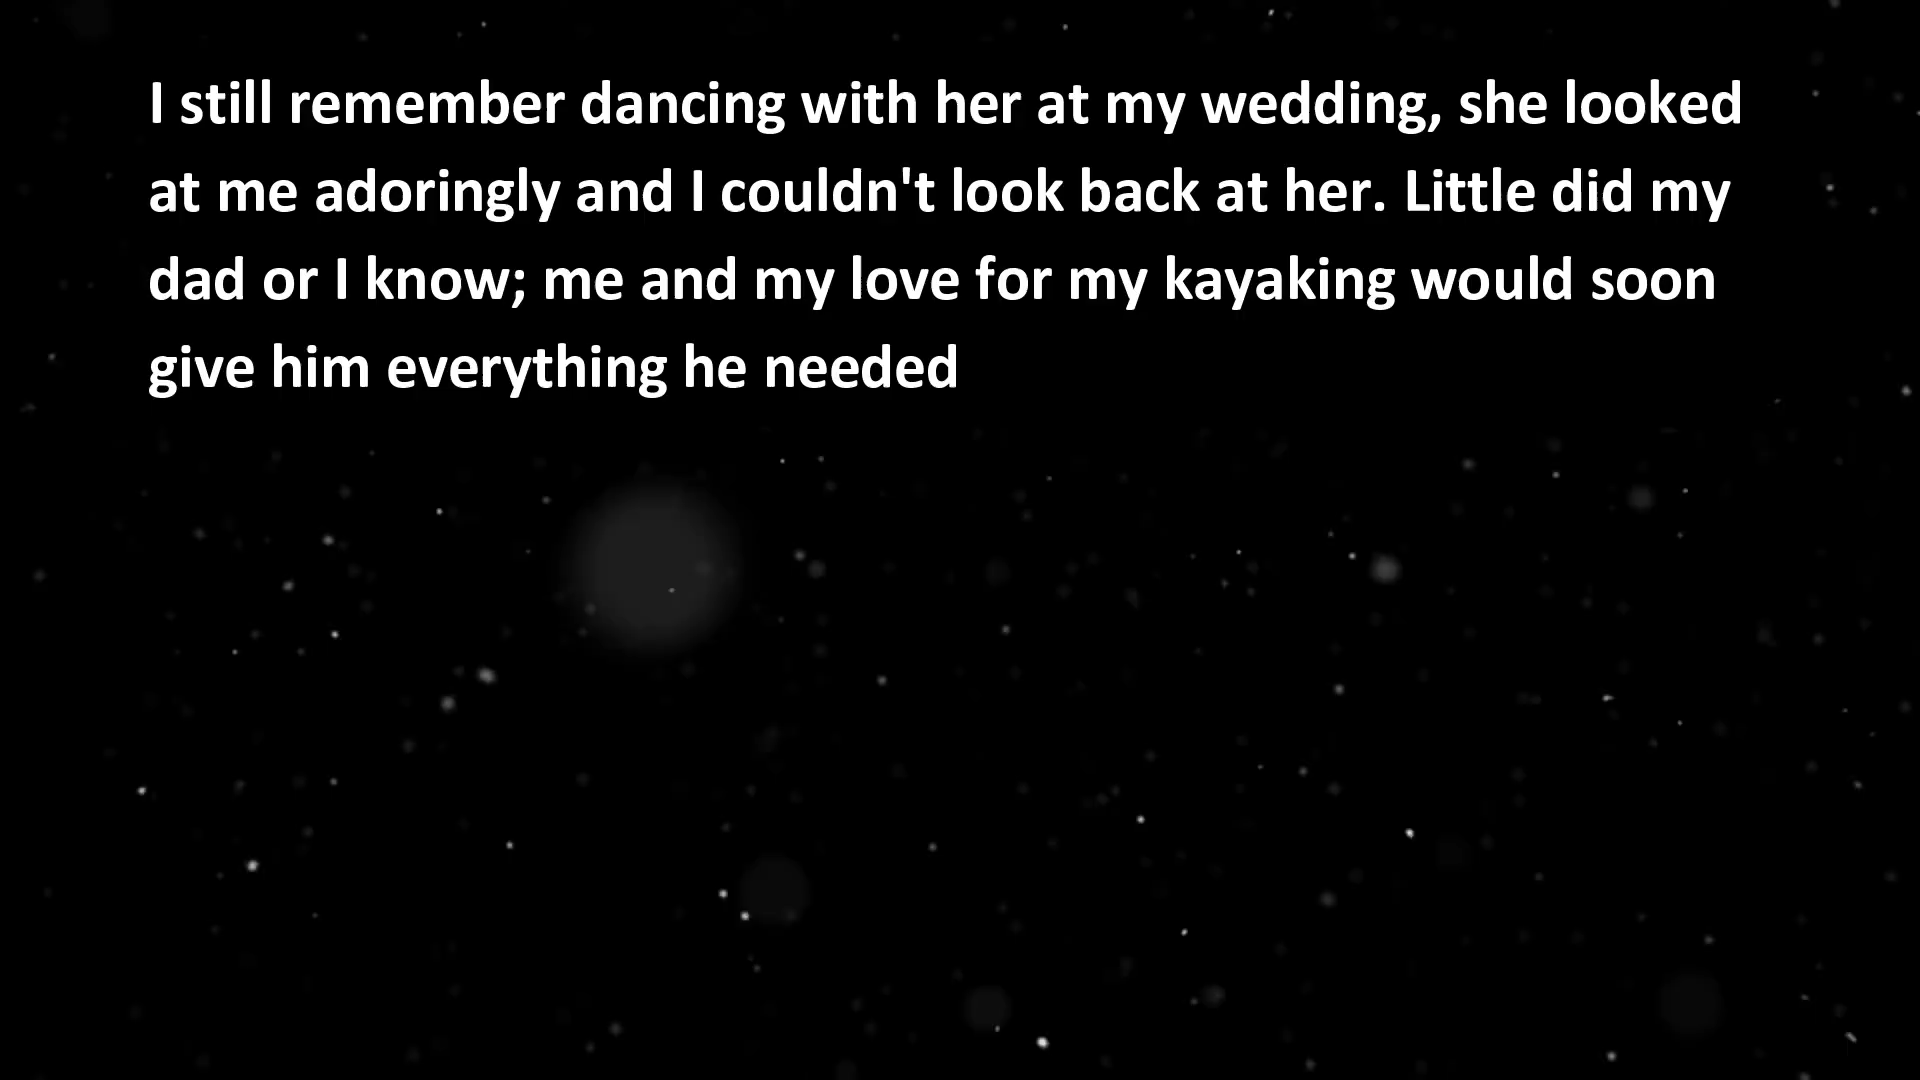 I still remember dancing with her at my wedding, she looked
at me adoringly and I couldn't look back at her. Little did my
dad or I know; me and my love for my kayaking would soon
give him everything he needed